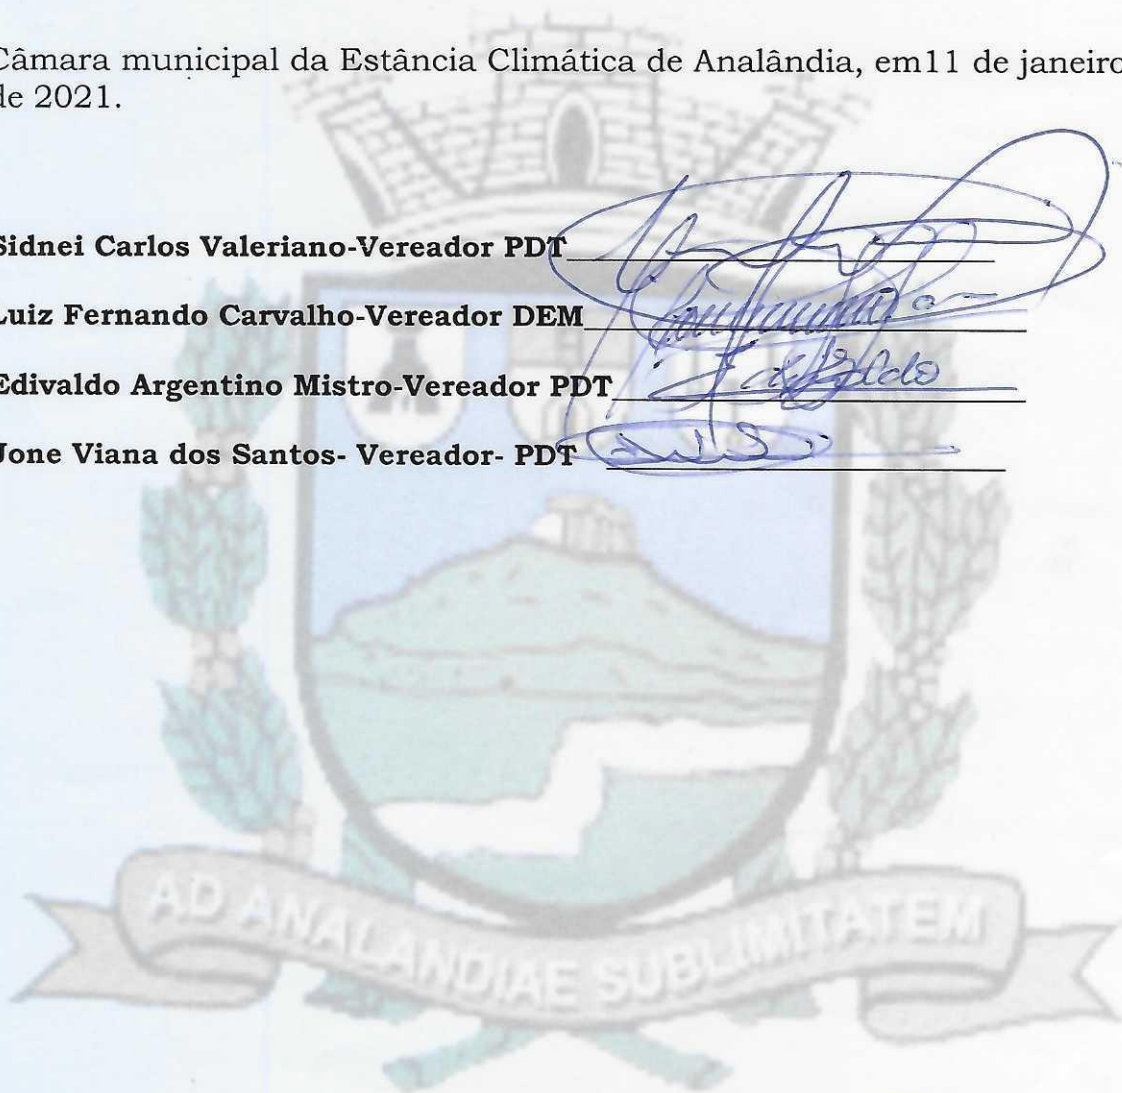 Câmara municipal da Estância Climática de Analândia, em11 de janeiro
de 2021.
Sidnei Carlos Valeriano-Vereador PDT
Luiz Fernando Carvalho-Vereador DEM
Edivaldo Argentino Mistro-Vereador PDT
Jone Viana dos Santos- Vereador- PDT
AD ANALANDIAE SUBLIMITATEM